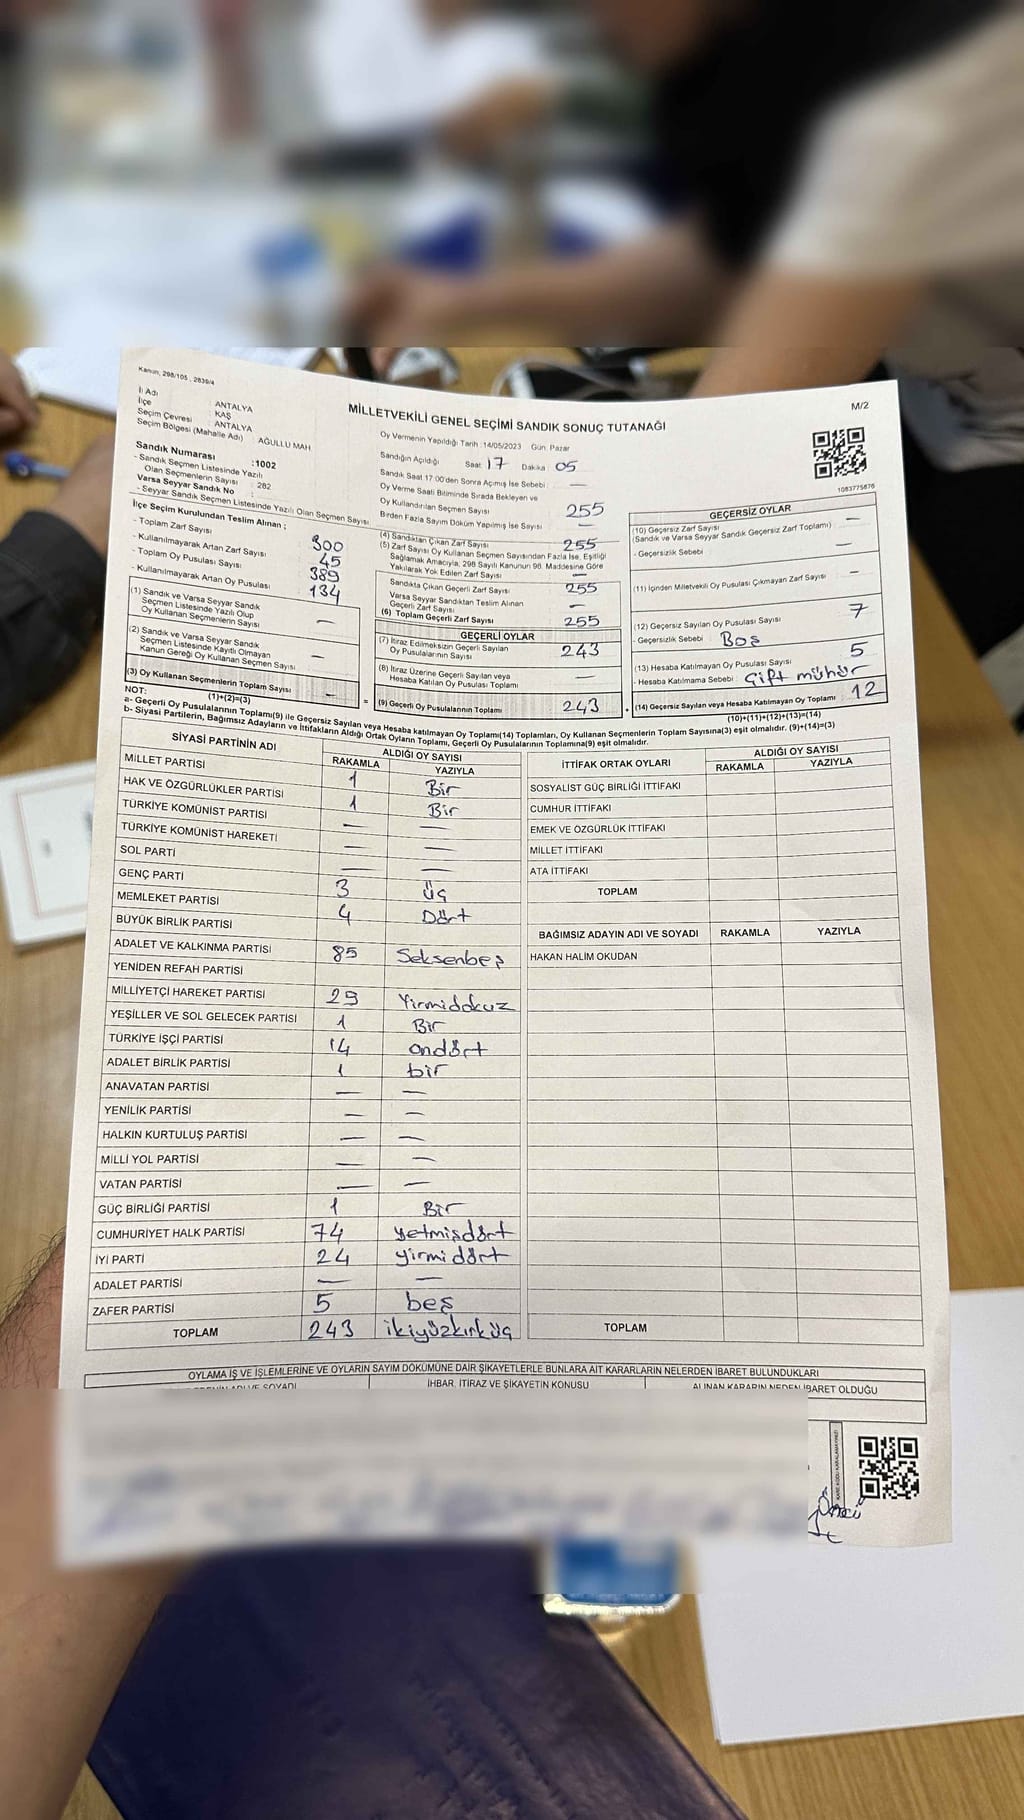 Kanun, 298/105 , 2839/4
M/2
İl Adı : ANTALYA
İlçe : KAŞ
Seçim Çevresi : ANTALYA
Seçim Bölgesi (Mahalle Adı) : AĞULLU MAH
MİLLETVEKİLİ GENEL SEÇİMİ SANDIK SONUÇ TUTANAĞI
Oy Vermenin Yapıldığı Tarih :14/05/2023 Gün: Pazar
Sandığın Açıldığı Saat: 17 Dakika: 05
Sandık Saat 17:00'den Sonra Açımış İse Sebebi : —
Oy Verme Saati Bitiminde Sırada Bekleyen ve
Oy Kullandırılan Seçmen Sayısı 255
Birden Fazla Sayım Döküm Yapılmış İse Sayısı : —
1083775876
Sandık Numarası :1002
- Sandık Seçmen Listesinde Yazılı
Olan Seçmenlerin Sayısı : 282
Varsa Seyyar Sandık No :
- Seyyar Sandık Seçmen Listesinde Yazılı Olan Seçmen Sayısı :
İlçe Seçim Kurulundan Teslim Alınan ;
- Toplam Zarf Sayısı 300
- Kullanılmayarak Artan Zarf Sayısı 45
- Toplam Oy Pusulası Sayısı 389
- Kullanılmayarak Artan Oy Pusulası 134
(1) Sandık ve Varsa Seyyar Sandık
Seçmen Listesinde Yazılı Olup
Oy Kullanan Seçmenlerin Sayısı —
(2) Sandık ve Varsa Seyyar Sandık
Seçmen Listesinde Kayıtlı Olmayan
Kanun Gereği Oy Kullanan Seçmen Sayısı —
(3) Oy Kullanan Seçmenlerin Toplam Sayısı —
(1)+(2)=(3)
(4) Sandıktan Çıkan Zarf Sayısı 255
(5) Zarf Sayısı Oy Kullanan Seçmen Sayısından Fazla İse, Eşitliği
Sağlamak Amacıyla, 298 Sayılı Kanunun 98. Maddesine Göre
Yakılarak Yok Edilen Zarf Sayısı —
Sandıkta Çıkan Geçerli Zarf Sayısı 255
Varsa Seyyar Sandıktan Teslim Alınan
Geçerli Zarf Sayısı —
(6) Toplam Geçerli Zarf Sayısı 255
GEÇERLİ OYLAR
(7) İtiraz Edilmeksizin Geçerli Sayılan
Oy Pusulalarının Sayısı 243
(8) İtiraz Üzerine Geçerli Sayılan veya
Hesaba Katılan Oy Pusulası Toplamı —
= (9) Geçerli Oy Pusulalarının Toplamı 243 +
GEÇERSİZ OYLAR
(10) Geçersiz Zarf Sayısı —
(Sandık ve Varsa Seyyar Sandık Geçersiz Zarf Toplamı)
- Geçersizlik Sebebi —
(11) İçinden Milletvekili Oy Pusulası Çıkmayan Zarf Sayısı —
(12) Geçersiz Sayılan Oy Pusulası Sayısı 7
- Geçersizlik Sebebi : Boş
(13) Hesaba Katılmayan Oy Pusulası Sayısı 5
- Hesaba Katılmama Sebebi : Çift mühür
(14) Geçersiz Sayılan veya Hesaba Katılmayan Oy Toplamı 12
(10)+(11)+(12)+(13)=(14)
NOT:
a- Geçerli Oy Pusulalarının Toplamı(9) ile Geçersiz Sayılan veya Hesaba katılmayan Oy Toplamı(14) Toplamları, Oy Kullanan Seçmenlerin Toplam Sayısına(3) eşit olmalıdır. (9)+(14)=(3)
b- Siyasi Partilerin, Bağımsız Adayların ve İttifakların Aldığı Ortak Oyların Toplamı, Geçerli Oy Pusulalarının Toplamına(9) eşit olmalıdır.
SİYASİ PARTİNİN ADI ALDIĞI OY SAYISI
RAKAMLA YAZIYLA
MİLLET PARTİSİ 1 Bir
HAK VE ÖZGÜRLÜKLER PARTİSİ 1 Bir
TÜRKİYE KOMÜNİST PARTİSİ — —
TÜRKİYE KOMÜNİST HAREKETİ — —
SOL PARTİ — —
GENÇ PARTİ 3 üç
MEMLEKET PARTİSİ 4 Dört
BÜYÜK BİRLİK PARTİSİ
ADALET VE KALKINMA PARTİSİ 85 Seksenbeş
YENİDEN REFAH PARTİSİ
MİLLİYETÇİ HAREKET PARTİSİ 29 Yirmidokuz
YEŞİLLER VE SOL GELECEK PARTİSİ 1 Bir
TÜRKİYE İŞÇİ PARTİSİ 14 ondört
ADALET BİRLİK PARTİSİ 1 bir
ANAVATAN PARTİSİ — —
YENİLİK PARTİSİ — —
HALKIN KURTULUŞ PARTİSİ — —
MİLLİ YOL PARTİSİ — —
VATAN PARTİSİ — —
GÜÇ BİRLİĞİ PARTİSİ 1 Bir
CUMHURİYET HALK PARTİSİ 74 yetmişdört
İYİ PARTİ 24 yirmidört
ADALET PARTİSİ — —
ZAFER PARTİSİ 5 beş
TOPLAM 243 ikiyüzkırküç
İTTİFAK ORTAK OYLARI ALDIĞI OY SAYISI
RAKAMLA YAZIYLA
SOSYALİST GÜÇ BİRLİĞİ İTTİFAKI
CUMHUR İTTİFAKI
EMEK VE ÖZGÜRLÜK İTTİFAKI
MİLLET İTTİFAKI
ATA İTTİFAKI
TOPLAM
BAĞIMSIZ ADAYIN ADI VE SOYADI RAKAMLA YAZIYLA
HAKAN HALİM OKUDAN
TOPLAM
OYLAMA İŞ VE İŞLEMLERİNE VE OYLARIN SAYIM DÖKÜMÜNE DAİR ŞİKAYETLERLE BUNLARA AİT KARARLARIN NELERDEN İBARET BULUNDUKLARI
ADI VE SOYADI İHBAR, İTİRAZ VE ŞİKAYETİN KONUSU ALINAN KARARIN NEDEN İBARET OLDUĞU